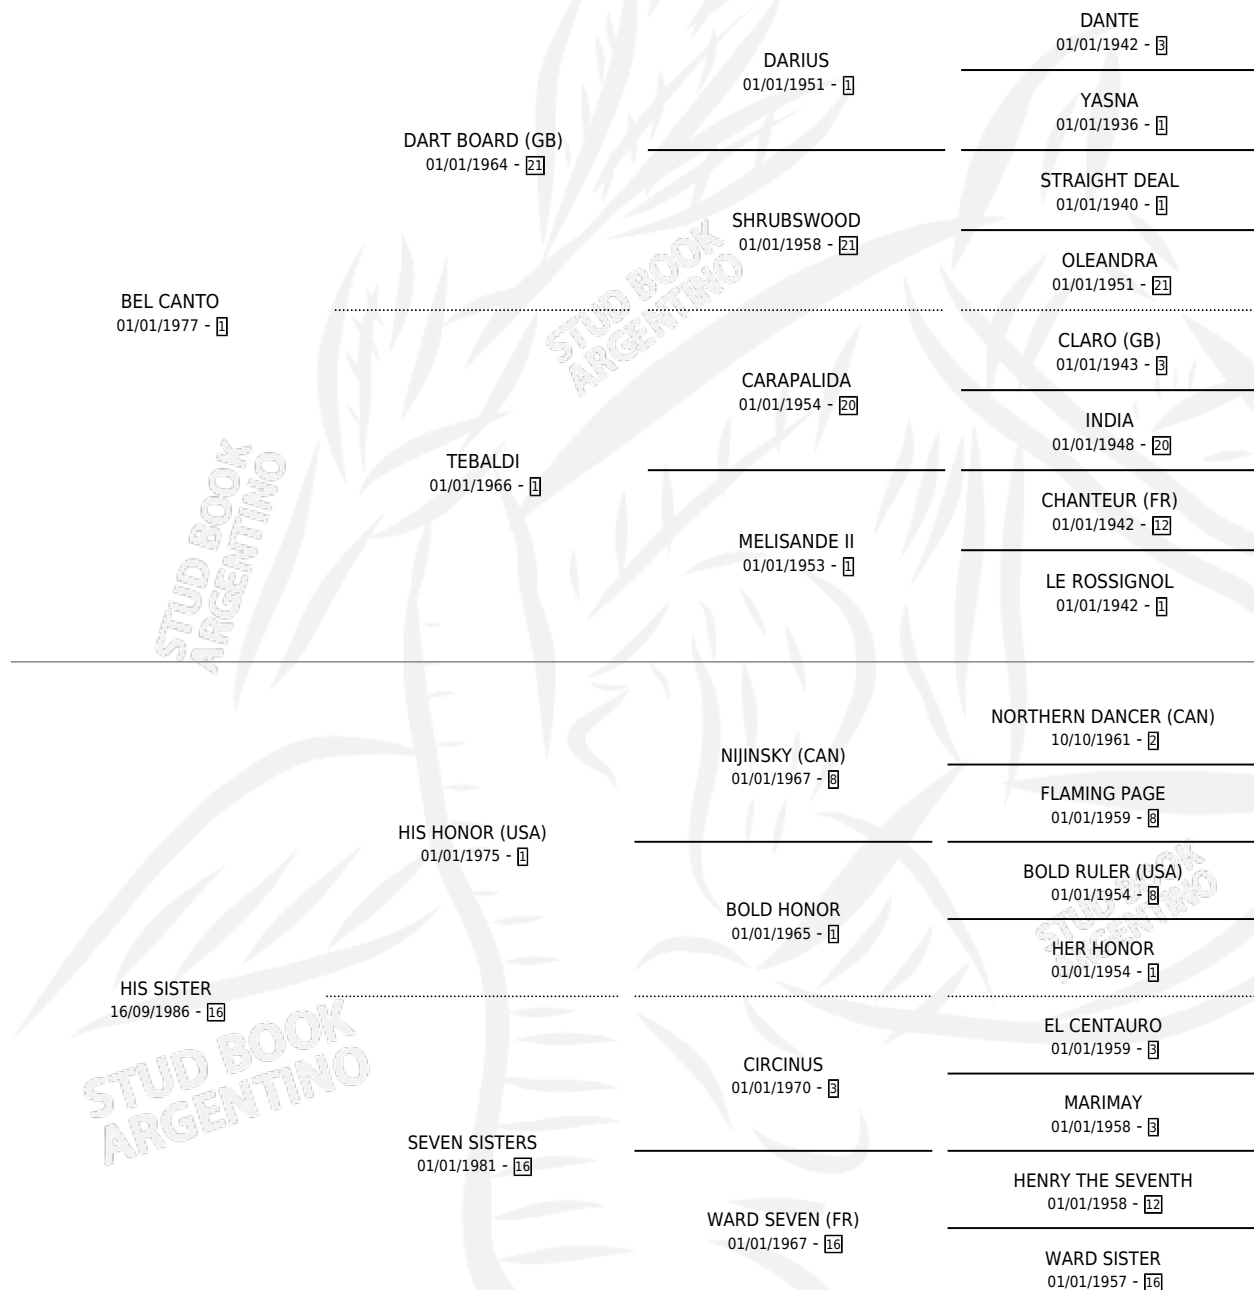 DANTE
01/01/1942 - 3
DARIUS
01/01/1951 - 1
YASNA
01/01/1936 - 1
DART BOARD (GB)
01/01/1964 - 21
STRAIGHT DEAL
01/01/1940 - 1
SHRUBSWOOD
01/01/1958 - 21
OLEANDRA
01/01/1951 - 21
BEL CANTO
01/01/1977 - 1
CLARO (GB)
01/01/1943 - 3
CARAPALIDA
01/01/1954 - 20
INDIA
01/01/1948 - 20
TEBALDI
01/01/1966 - 1
CHANTEUR (FR)
01/01/1942 - 12
MELISANDE II
01/01/1953 - 1
LE ROSSIGNOL
01/01/1942 - 1
STUD BOOK
ARGENTINO
STUD BOOK
ARGENTINO
NORTHERN DANCER (CAN)
10/10/1961 - 2
NIJINSKY (CAN)
01/01/1967 - 8
FLAMING PAGE
01/01/1959 - 8
HIS HONOR (USA)
01/01/1975 - 1
BOLD RULER (USA)
01/01/1954 - 8
BOLD HONOR
01/01/1965 - 1
HER HONOR
01/01/1954 - 1
HIS SISTER
16/09/1986 - 16
EL CENTAURO
01/01/1959 - 3
CIRCINUS
01/01/1970 - 3
MARIMAY
01/01/1958 - 3
SEVEN SISTERS
01/01/1981 - 16
HENRY THE SEVENTH
01/01/1958 - 12
WARD SEVEN (FR)
01/01/1967 - 16
WARD SISTER
01/01/1957 - 16
STUD BOOK
ARGENTINO
STUD BOOK
ARGENTINO